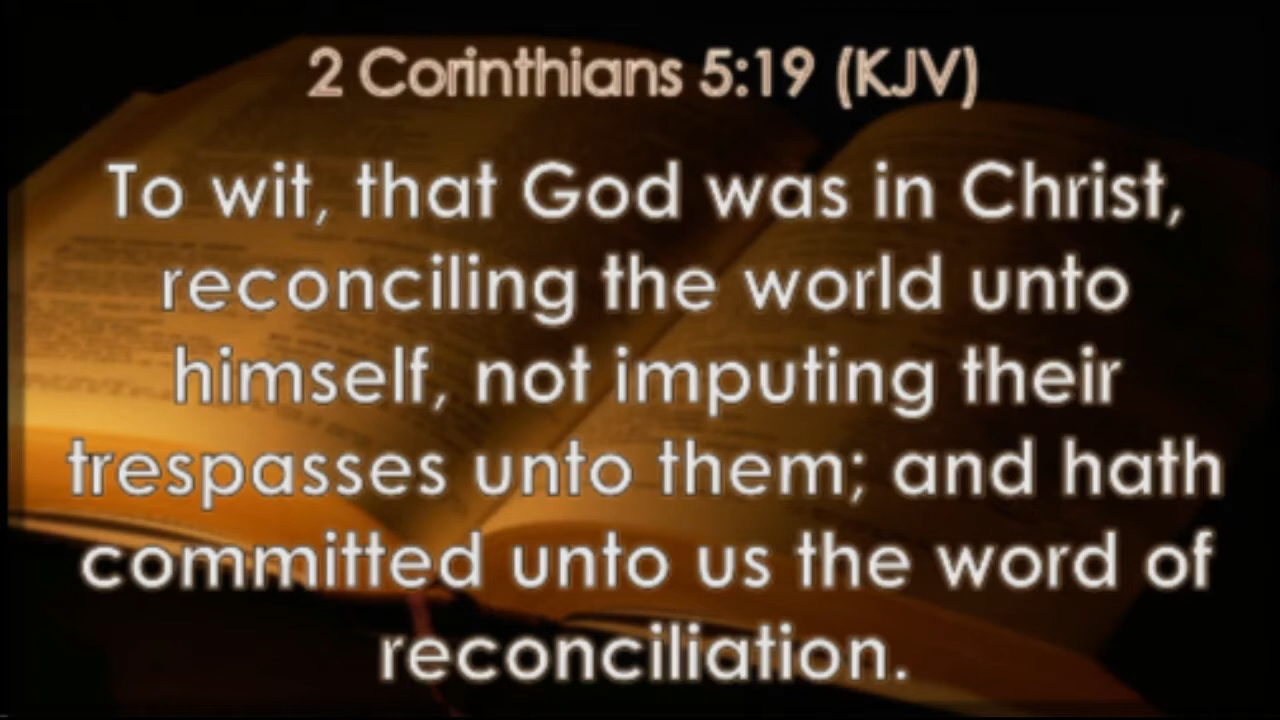 2 Corinthians 5:19 (KJV)
To wit, that God was in Christ,
reconciling the world unto
himself, not imputing their
trespasses unto them; and hath
committed unto us the word of
reconciliation.